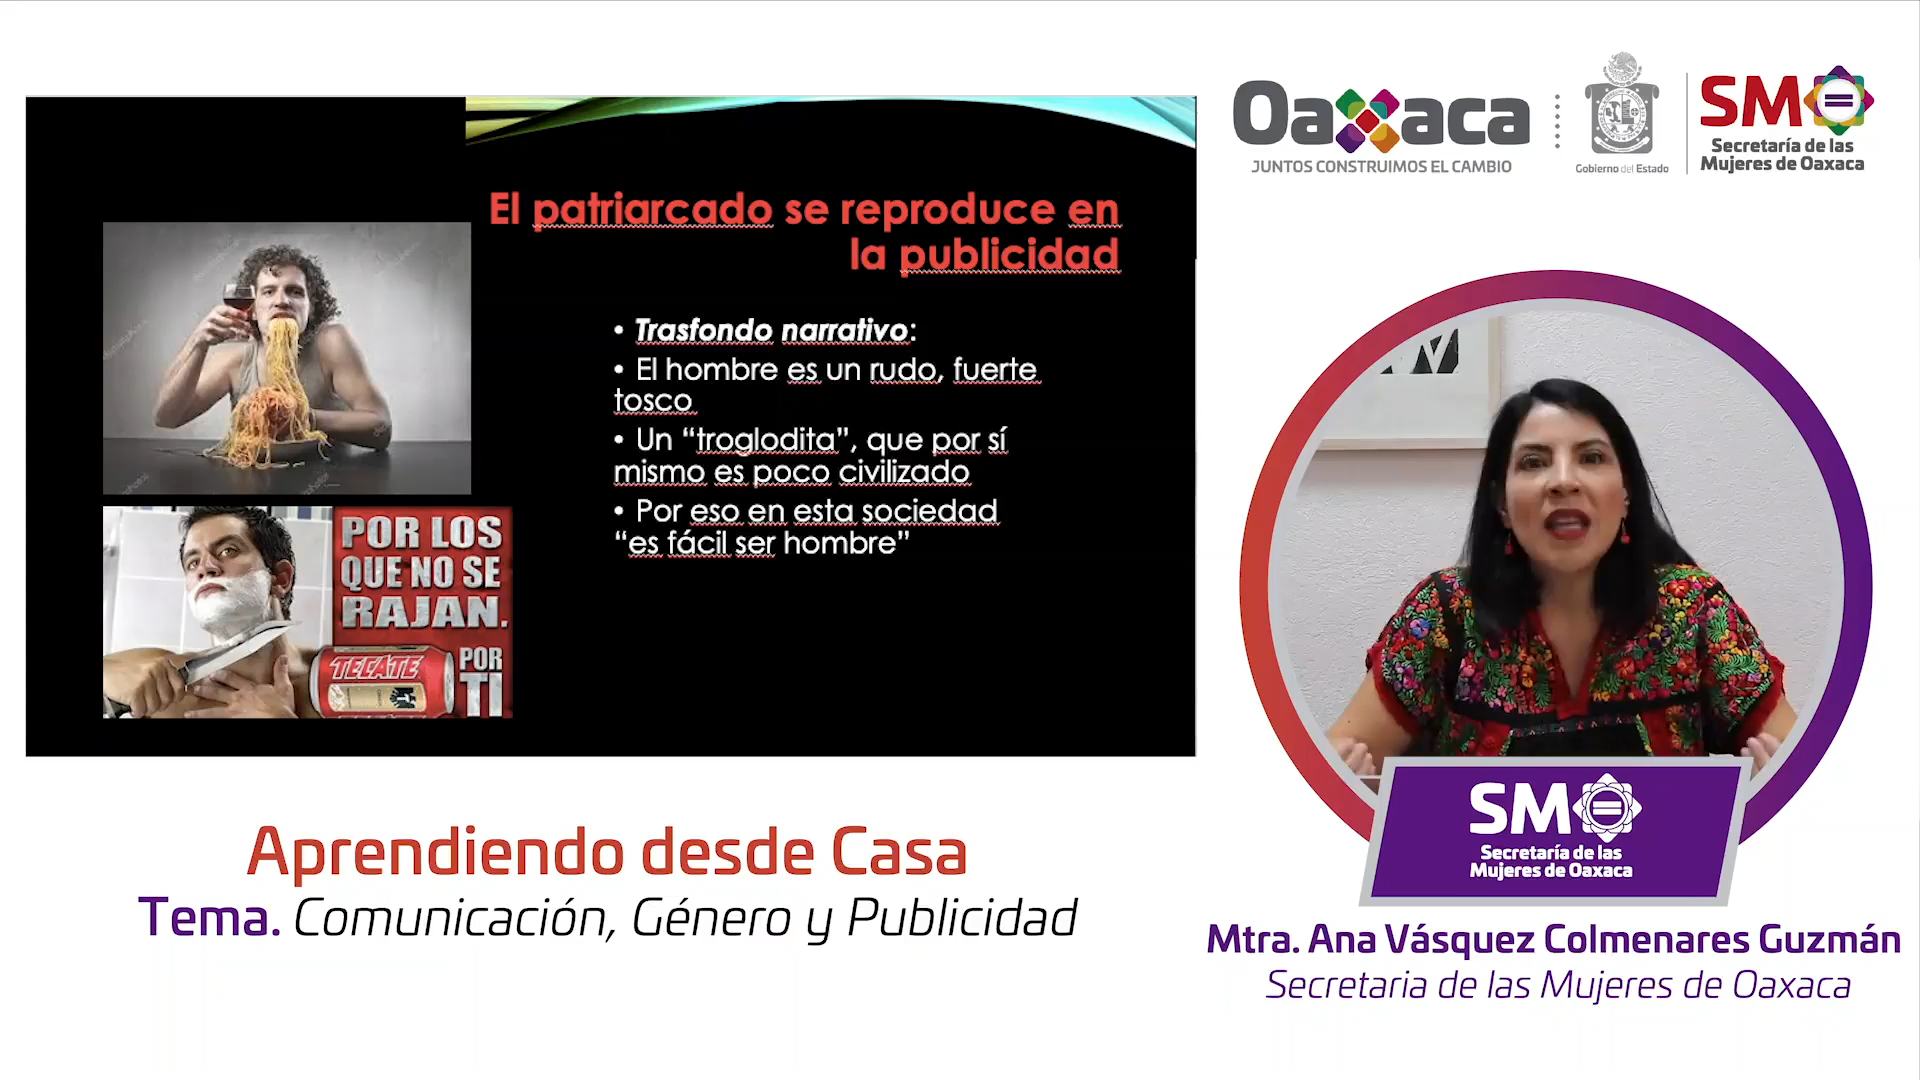 Oaxaca
JUNTOS CONSTRUIMOS EL CAMBIO
Gobierno del Estado
SM
Secretaría de las
Mujeres de Oaxaca
El patriarcado se reproduce en
la publicidad
• Trasfondo narrativo:
• El hombre es un rudo, fuerte
tosco
• Un “troglodita”, que por sí
mismo es poco civilizado
• Por eso en esta sociedad
“es fácil ser hombre”
POR LOS
QUE NO SE
RAJAN.
POR
TI
TECATE
SM
Secretaría de las
Mujeres de Oaxaca
Aprendiendo desde Casa
Tema. Comunicación, Género y Publicidad
Mtra. Ana Vásquez Colmenares Guzmán
Secretaria de las Mujeres de Oaxaca